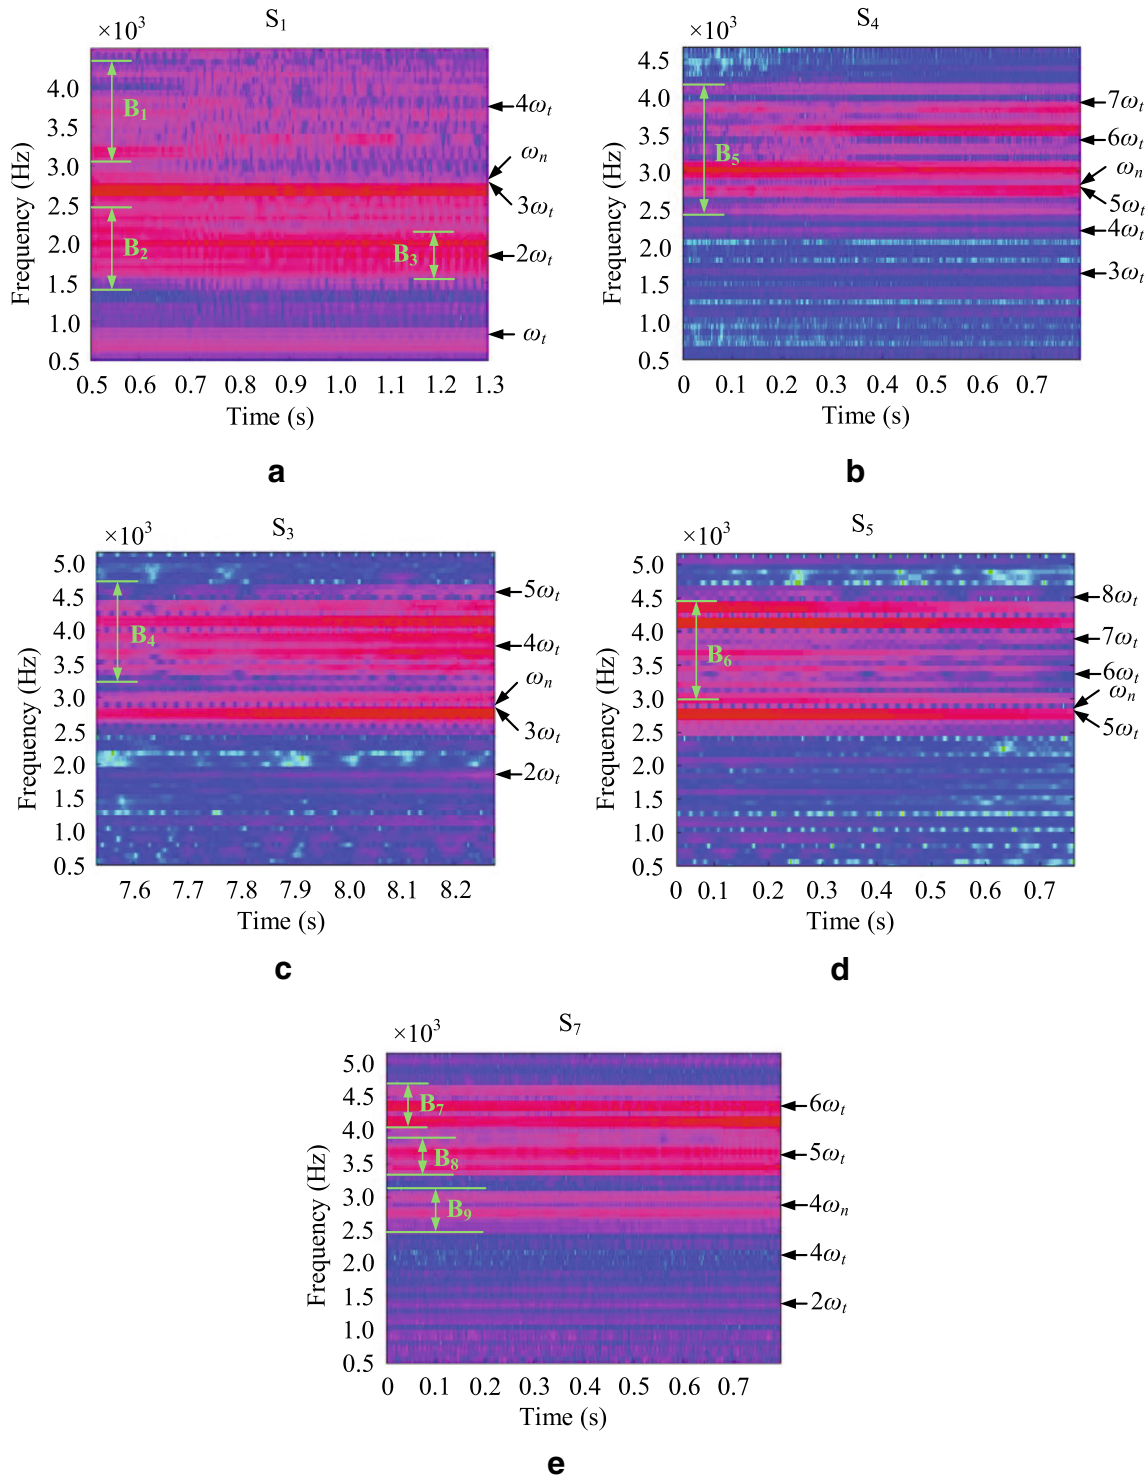 S₁
×10³
4.0
3.5
3.0
2.5
2.0
1.5
1.0
0.5
Frequency (Hz)
B₁
B₂
B₃
4ωₜ
ωₙ
3ωₜ
2ωₜ
ωₜ
0.5 0.6 0.7 0.8 0.9 1.0 1.1 1.2 1.3
Time (s)
a
S₄
×10³
4.5
4.0
3.5
3.0
2.5
2.0
1.5
1.0
0.5
Frequency (Hz)
B₅
7ωₜ
6ωₜ
ωₙ
5ωₜ
4ωₜ
3ωₜ
0 0.1 0.2 0.3 0.4 0.5 0.6 0.7
Time (s)
b
S₃
×10³
5.0
4.5
4.0
3.5
3.0
2.5
2.0
1.5
1.0
0.5
Frequency (Hz)
B₄
5ωₜ
4ωₜ
ωₙ
3ωₜ
2ωₜ
7.6 7.7 7.8 7.9 8.0 8.1 8.2
Time (s)
c
S₅
×10³
5.0
4.5
4.0
3.5
3.0
2.5
2.0
1.5
1.0
0.5
Frequency (Hz)
B₆
8ωₜ
7ωₜ
6ωₜ
ωₙ
5ωₜ
0 0.1 0.2 0.3 0.4 0.5 0.6 0.7
Time (s)
d
S₇
×10³
5.0
4.5
4.0
3.5
3.0
2.5
2.0
1.5
1.0
0.5
Frequency (Hz)
B₇
B₈
B₉
6ωₜ
5ωₜ
4ωₙ
4ωₜ
2ωₜ
0 0.1 0.2 0.3 0.4 0.5 0.6 0.7
Time (s)
e